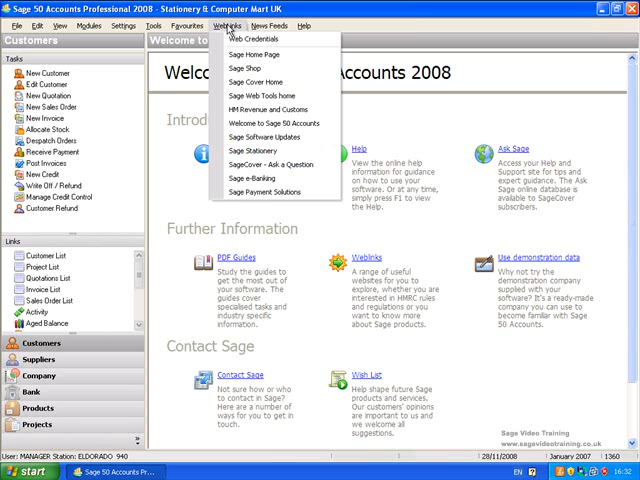 Sage 50 Accounts Professional 2008 - Stationery & Computer Mart UK
File Edit View Modules Settings Tools Favourites WebLinks News Feeds Help
Customers
Welcome to
Tasks
New Customer
Edit Customer
New Quotation
New Sales Order
New Invoice
Allocate Stock
Despatch Orders
Receive Payment
Post Invoices
New Credit
Write Off / Refund
Manage Credit Control
Customer Refund
Links
Customer List
Project List
Quotations List
Invoice List
Sales Order List
Activity
Aged Balance
Customers
Suppliers
Company
Bank
Products
Projects
Web Credentials
Sage Home Page
Sage Shop
Sage Cover Home
Sage Web Tools home
HM Revenue and Customs
Welcome to Sage 50 Accounts
Sage Software Updates
Sage Stationery
SageCover - Ask a Question
Sage e-Banking
Sage Payment Solutions
Accounts 2008
Help
View the online help
information for guidance
on how to use your
software. Or at any time,
simply press F1 to view
the Help.
Ask Sage
Access your Help and
Support site for tips and
expert guidance. The Ask
Sage online database is
available to SageCover
subscribers.
Further Information
PDF Guides
Study the guides to
get the most out of
your software. The
guides cover
specialised tasks and
industry specific
information.
Weblinks
A range of useful
websites for you to
explore, whether you are
interested in HMRC rules
and regulations or you
want to know more
about Sage products.
Use demonstration data
Why not try the
demonstration company
supplied with your
software? It's a ready-made
company you can use to
become familiar with Sage
50 Accounts.
Contact Sage
Contact Sage
Not sure how or who
to contact in Sage?
Here are a number of
ways for you to get in
touch.
Wish List
Help shape future Sage
products and services.
Our customers' opinions
are important to us and
we welcome all
suggestions.
Sage Video Training
www.sagevideotraining.co.uk
User: MANAGER Station: ELDORADO 940
28/11/2008 January 2007 1360
start
Sage 50 Accounts Pr...
EN
16:32